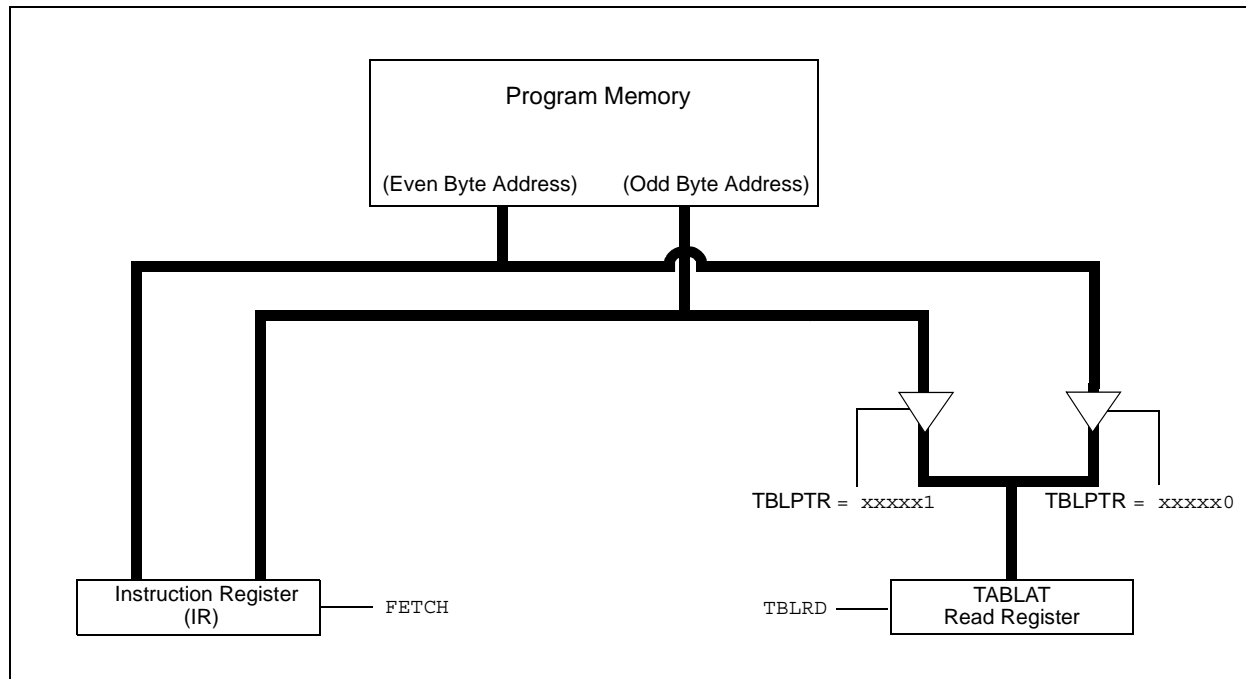 Program Memory
(Even Byte Address) (Odd Byte Address)
TBLPTR = xxxxx1
TBLPTR = xxxxx0
Instruction Register
(IR)
FETCH
TBLRD
TABLAT
Read Register